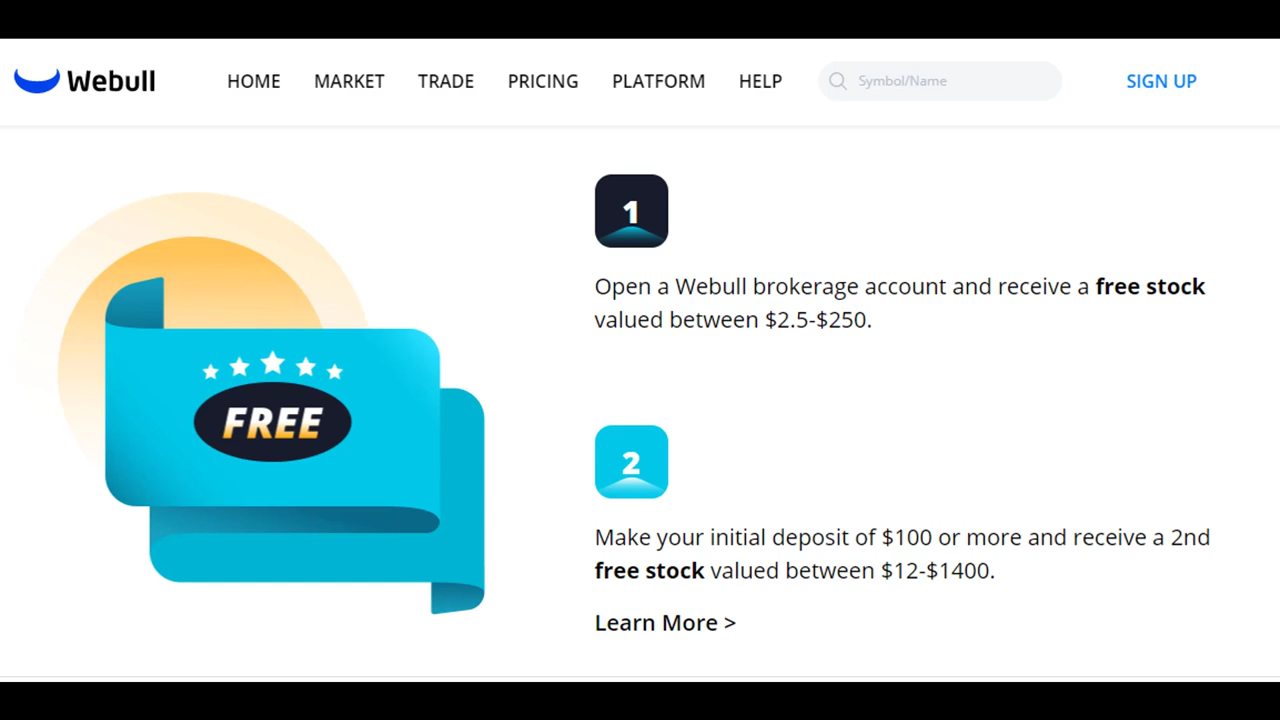 Webull HOME MARKET TRADE PRICING PLATFORM HELP Symbol/Name SIGN UP
FREE
1
Open a Webull brokerage account and receive a free stock
valued between $2.5-$250.
2
Make your initial deposit of $100 or more and receive a 2nd
free stock valued between $12-$1400.
Learn More >